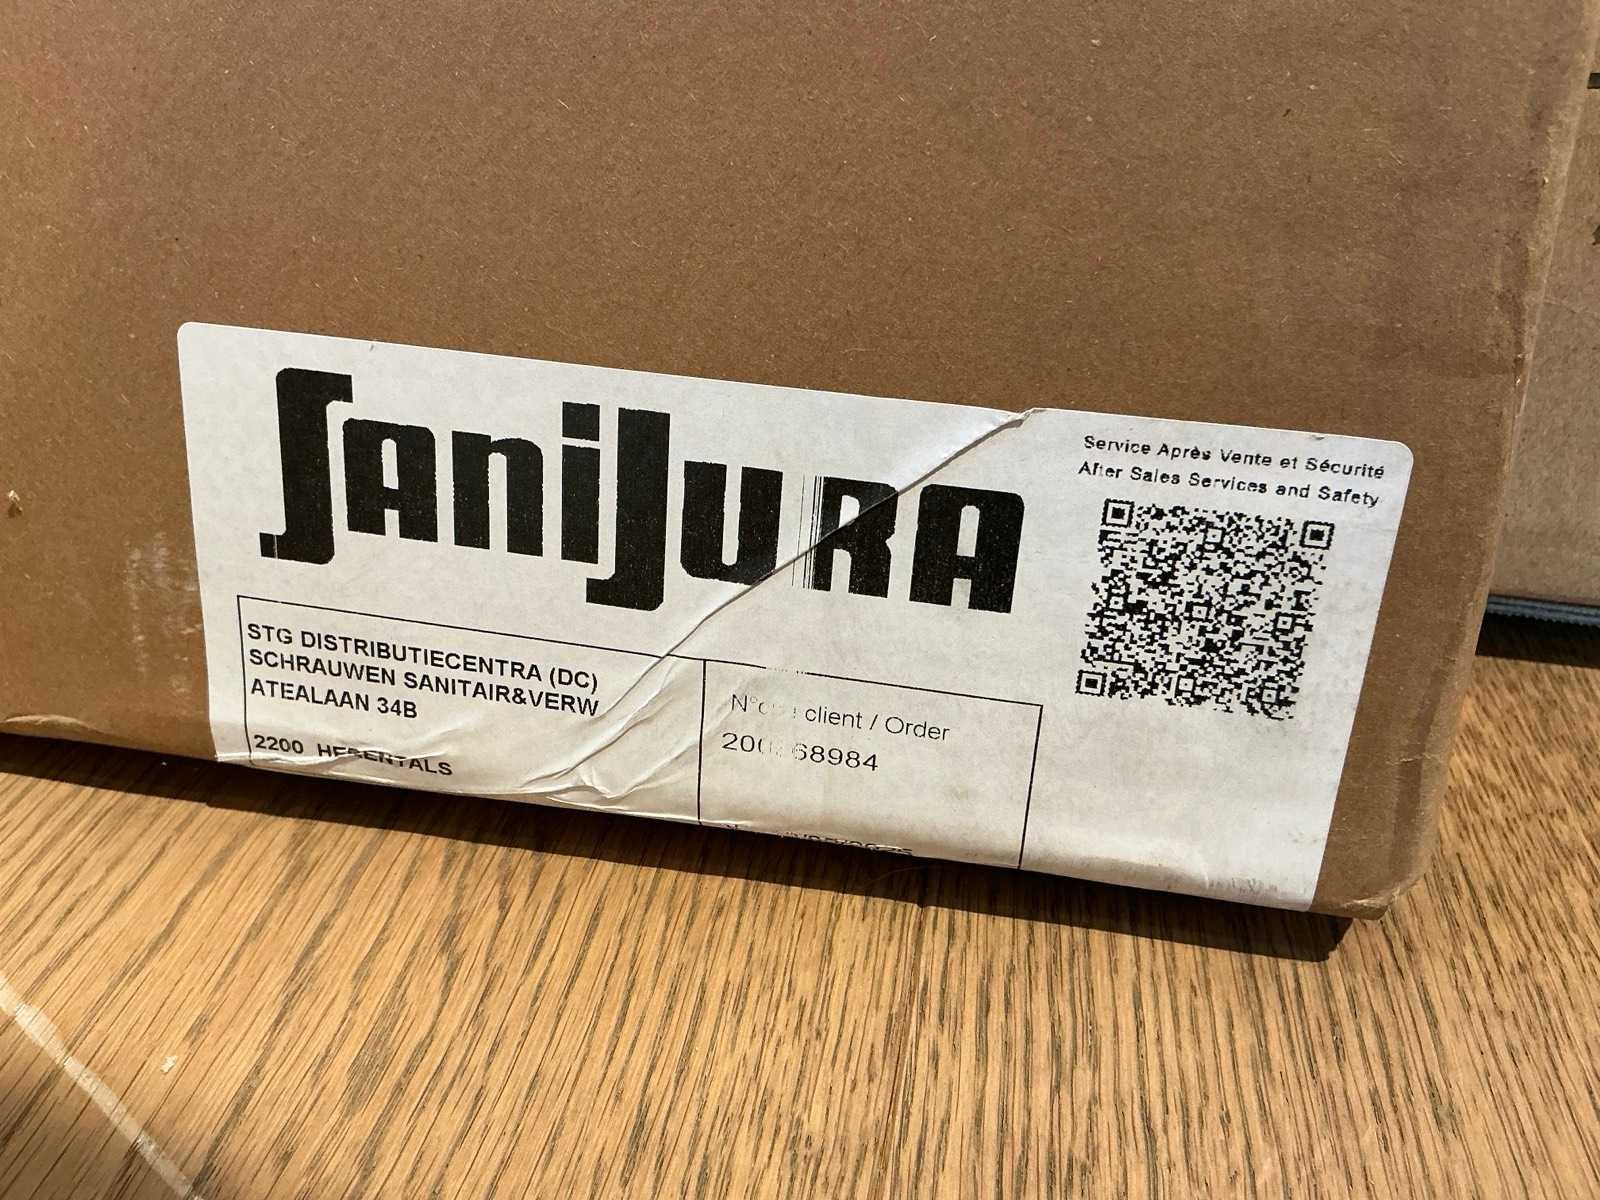 SANIJURA
Service Après Vente et Sécurité
After Sales Services and Safety
STG DISTRIBUTIECENTRA (DC)
SCHRAUWEN SANITAIR&VERW
ATEALAAN 34B
2200 HERENTALS
client / Order